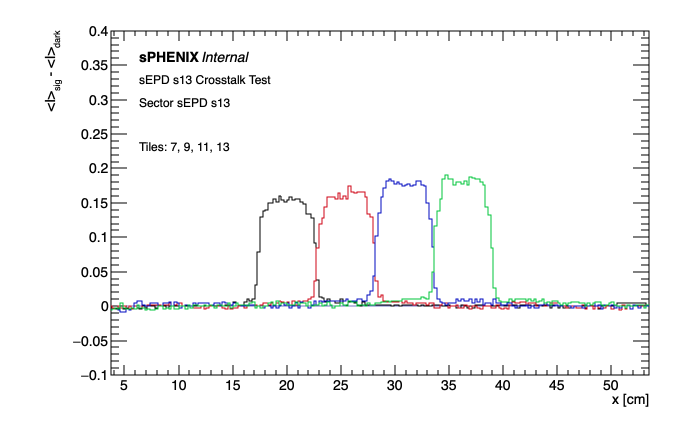 <I>sig - <I>dark
0.4
0.35
0.3
0.25
0.2
0.15
0.1
0.05
0
−0.05
−0.1
sPHENIX Internal
sEPD s13 Crosstalk Test
Sector sEPD s13
Tiles: 7, 9, 11, 13
5 10 15 20 25 30 35 40 45 50
x [cm]